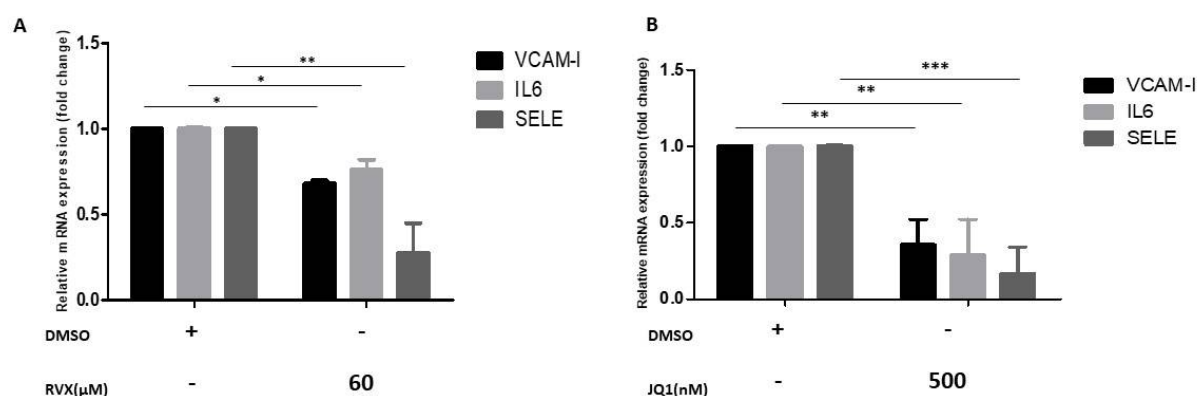 A
Relative mRNA expression (fold change)
1.5
1.0
0.5
0.0
**
*
*
VCAM-I
IL6
SELE
DMSO + -
RVX(µM) - 60
B
Relative mRNA expression (fold change)
1.5
1.0
0.5
0.0
***
**
**
VCAM-I
IL6
SELE
DMSO + -
JQ1(nM) - 500